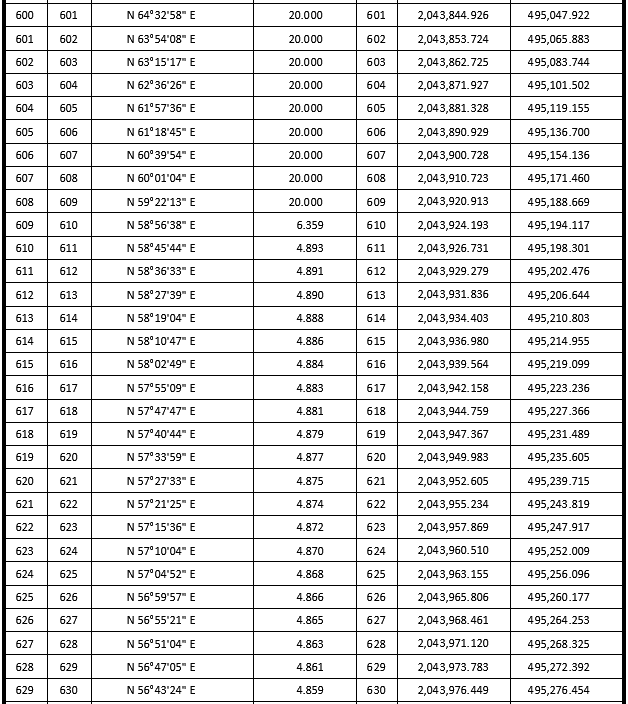 600 601 N 64°32'58" E 20.000 601 2,043,844.926 495,047.922
601 602 N 63°54'08" E 20.000 602 2,043,853.724 495,065.883
602 603 N 63°15'17" E 20.000 603 2,043,862.725 495,083.744
603 604 N 62°36'26" E 20.000 604 2,043,871.927 495,101.502
604 605 N 61°57'36" E 20.000 605 2,043,881.328 495,119.155
605 606 N 61°18'45" E 20.000 606 2,043,890.929 495,136.700
606 607 N 60°39'54" E 20.000 607 2,043,900.728 495,154.136
607 608 N 60°01'04" E 20.000 608 2,043,910.723 495,171.460
608 609 N 59°22'13" E 20.000 609 2,043,920.913 495,188.669
609 610 N 58°56'38" E 6.359 610 2,043,924.193 495,194.117
610 611 N 58°45'44" E 4.893 611 2,043,926.731 495,198.301
611 612 N 58°36'33" E 4.891 612 2,043,929.279 495,202.476
612 613 N 58°27'39" E 4.890 613 2,043,931.836 495,206.644
613 614 N 58°19'04" E 4.888 614 2,043,934.403 495,210.803
614 615 N 58°10'47" E 4.886 615 2,043,936.980 495,214.955
615 616 N 58°02'49" E 4.884 616 2,043,939.564 495,219.099
616 617 N 57°55'09" E 4.883 617 2,043,942.158 495,223.236
617 618 N 57°47'47" E 4.881 618 2,043,944.759 495,227.366
618 619 N 57°40'44" E 4.879 619 2,043,947.367 495,231.489
619 620 N 57°33'59" E 4.877 620 2,043,949.983 495,235.605
620 621 N 57°27'33" E 4.875 621 2,043,952.605 495,239.715
621 622 N 57°21'25" E 4.874 622 2,043,955.234 495,243.819
622 623 N 57°15'36" E 4.872 623 2,043,957.869 495,247.917
623 624 N 57°10'04" E 4.870 624 2,043,960.510 495,252.009
624 625 N 57°04'52" E 4.868 625 2,043,963.155 495,256.096
625 626 N 56°59'57" E 4.866 626 2,043,965.806 495,260.177
626 627 N 56°55'21" E 4.865 627 2,043,968.461 495,264.253
627 628 N 56°51'04" E 4.863 628 2,043,971.120 495,268.325
628 629 N 56°47'05" E 4.861 629 2,043,973.783 495,272.392
629 630 N 56°43'24" E 4.859 630 2,043,976.449 495,276.454